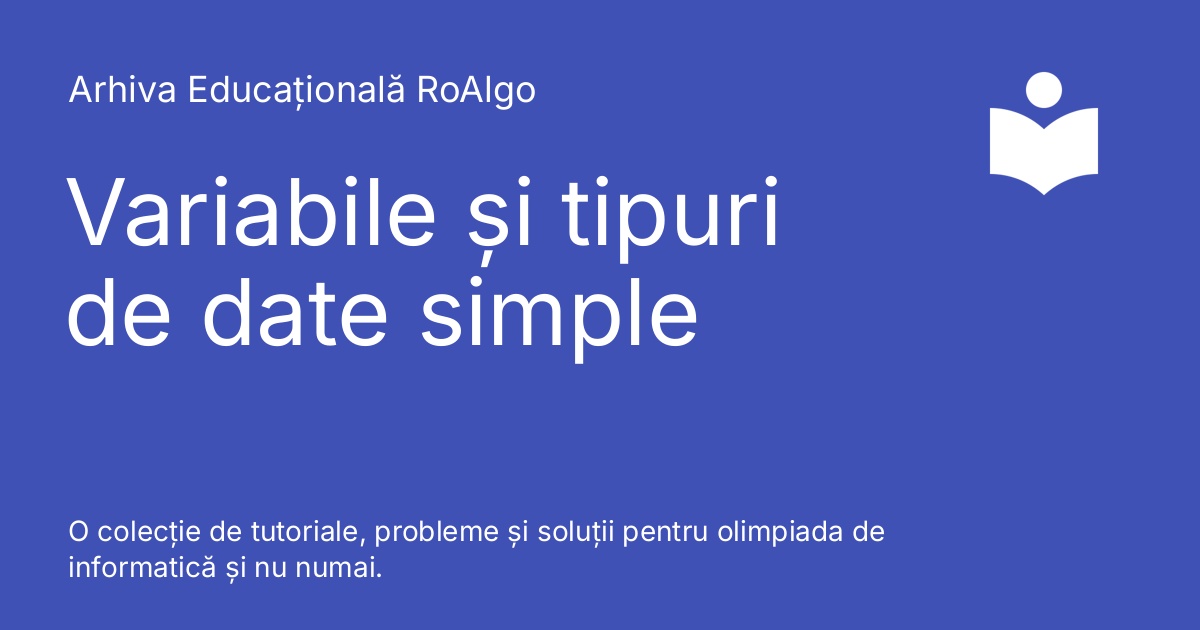 Arhiva Educațională RoAlgo
Variabile și tipuri
de date simple
O colecție de tutoriale, probleme și soluții pentru olimpiada de
informatică și nu numai.